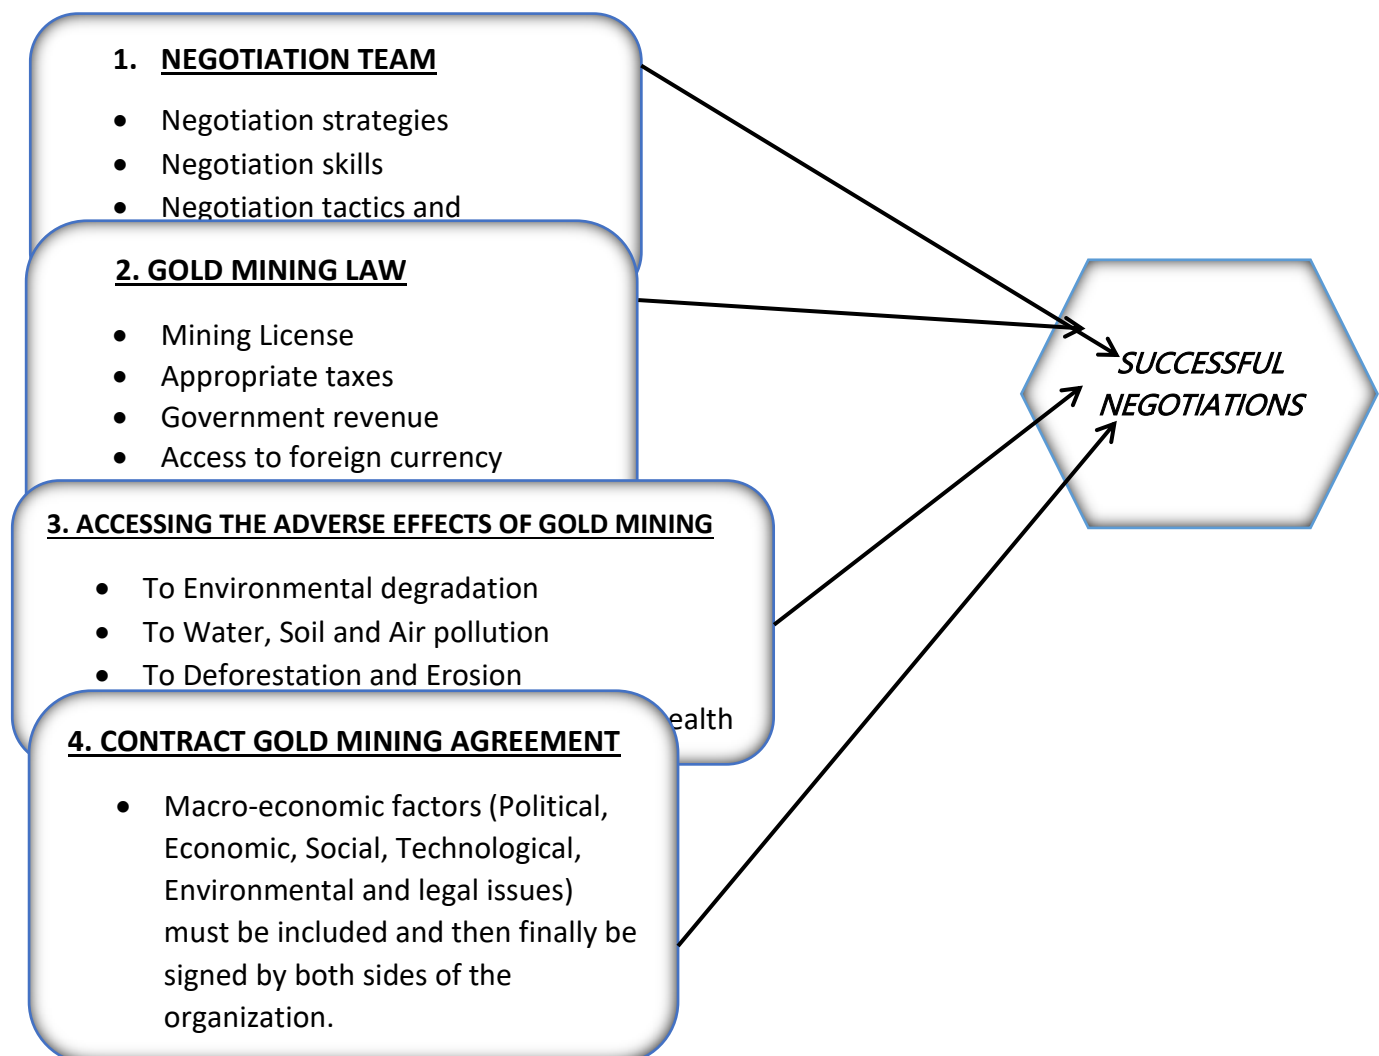 1. NEGOTIATION TEAM
• Negotiation strategies
• Negotiation skills
• Negotiation tactics and
2. GOLD MINING LAW
• Mining License
• Appropriate taxes
• Government revenue
• Access to foreign currency
3. ACCESSING THE ADVERSE EFFECTS OF GOLD MINING
• To Environmental degradation
• To Water, Soil and Air pollution
• To Deforestation and Erosion
ealth
4. CONTRACT GOLD MINING AGREEMENT
• Macro-economic factors (Political,
Economic, Social, Technological,
Environmental and legal issues)
must be included and then finally be
signed by both sides of the
organization.
SUCCESSFUL
NEGOTIATIONS